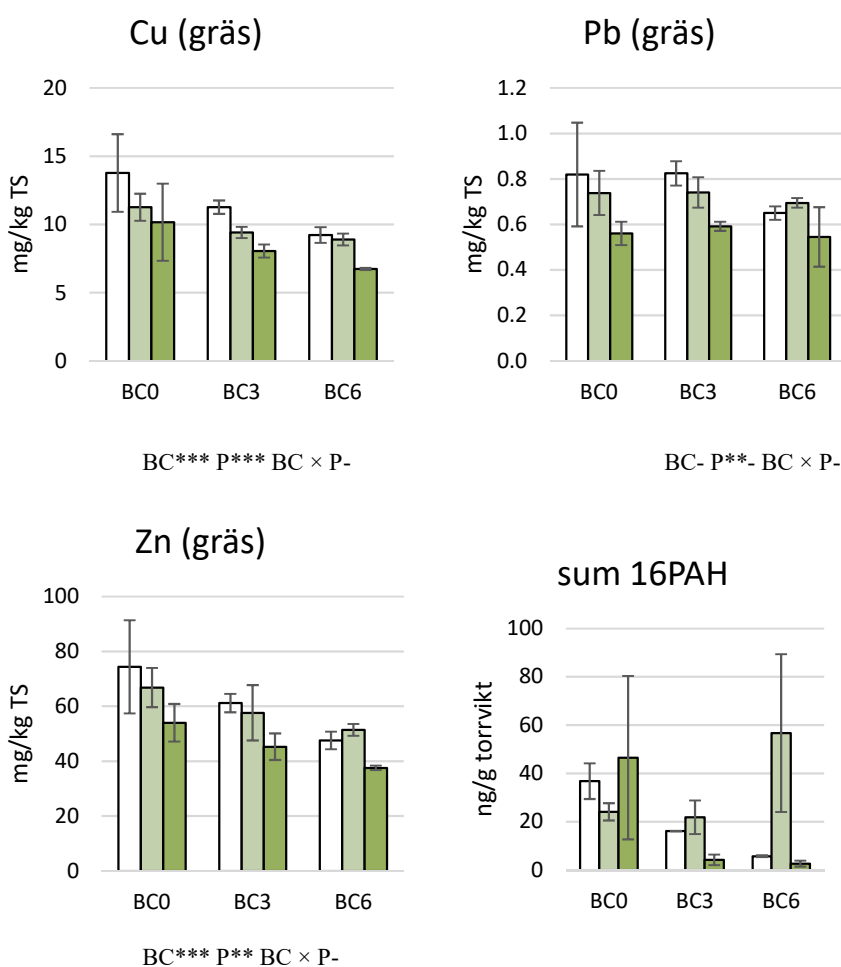 Cu (gräs)
mg/kg TS
20
15
10
5
0
BC0 BC3 BC6
BC*** P*** BC × P-
Pb (gräs)
mg/kg TS
1.2
1.0
0.8
0.6
0.4
0.2
0.0
BC0 BC3 BC6
BC- P**- BC × P-
Zn (gräs)
mg/kg TS
100
80
60
40
20
0
BC0 BC3 BC6
BC*** P** BC × P-
sum 16PAH
ng/g torrvikt
100
80
60
40
20
0
BC0 BC3 BC6